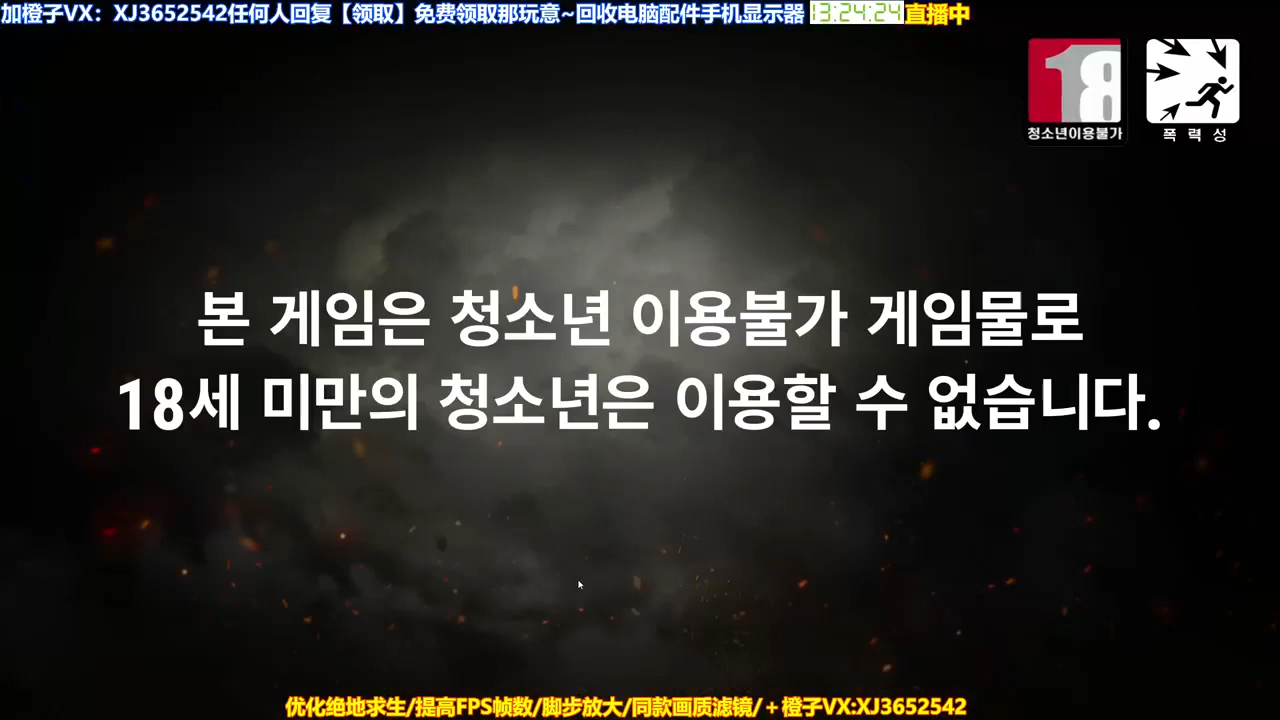 加橙子VX：XJ3652542任何人回复【领取】免费领取那玩意~回收电脑配件手机显示器 13:24:24 直播中
18
청소년이용불가
폭력성
본 게임은 청소년 이용불가 게임물로
18세 미만의 청소년은 이용할 수 없습니다.
优化绝地求生/提高FPS帧数/脚步放大/同款画质滤镜/＋橙子VX:XJ3652542